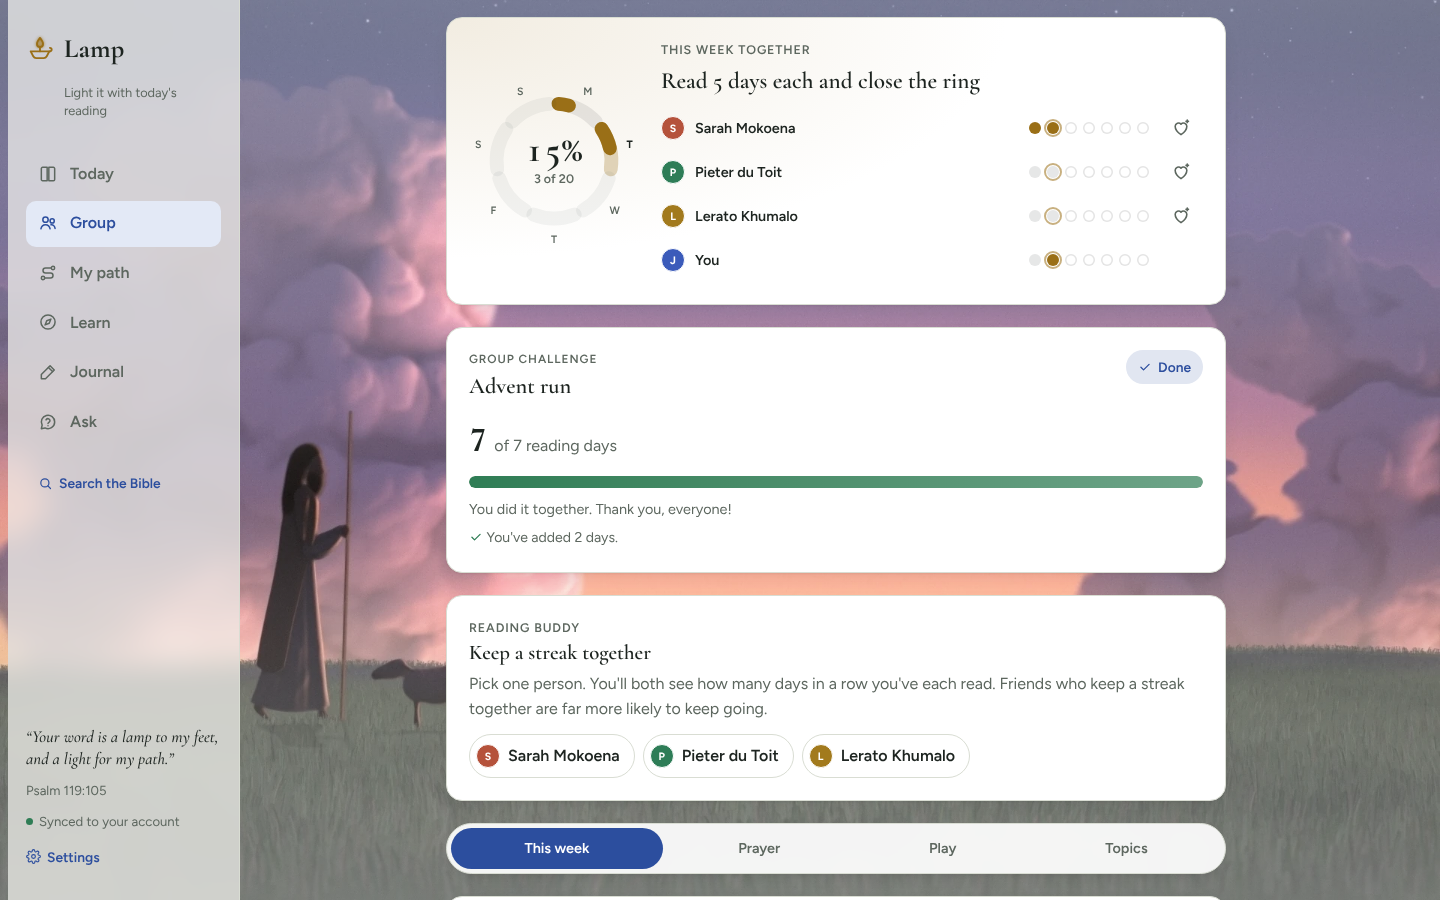 Lamp
Light it with today's
reading
Today
Group
My path
Learn
Journal
Ask
Search the Bible
“Your word is a lamp to my feet,
and a light for my path.”
Psalm 119:105
Synced to your account
Settings
S
M
T
W
T
F
S
15%
3 of 20
THIS WEEK TOGETHER
Read 5 days each and close the ring
S Sarah Mokoena
P Pieter du Toit
L Lerato Khumalo
J You
GROUP CHALLENGE
Advent run
Done
7 of 7 reading days
You did it together. Thank you, everyone!
You've added 2 days.
READING BUDDY
Keep a streak together
Pick one person. You'll both see how many days in a row you've each read. Friends who keep a streak
together are far more likely to keep going.
S Sarah Mokoena P Pieter du Toit L Lerato Khumalo
This week Prayer Play Topics